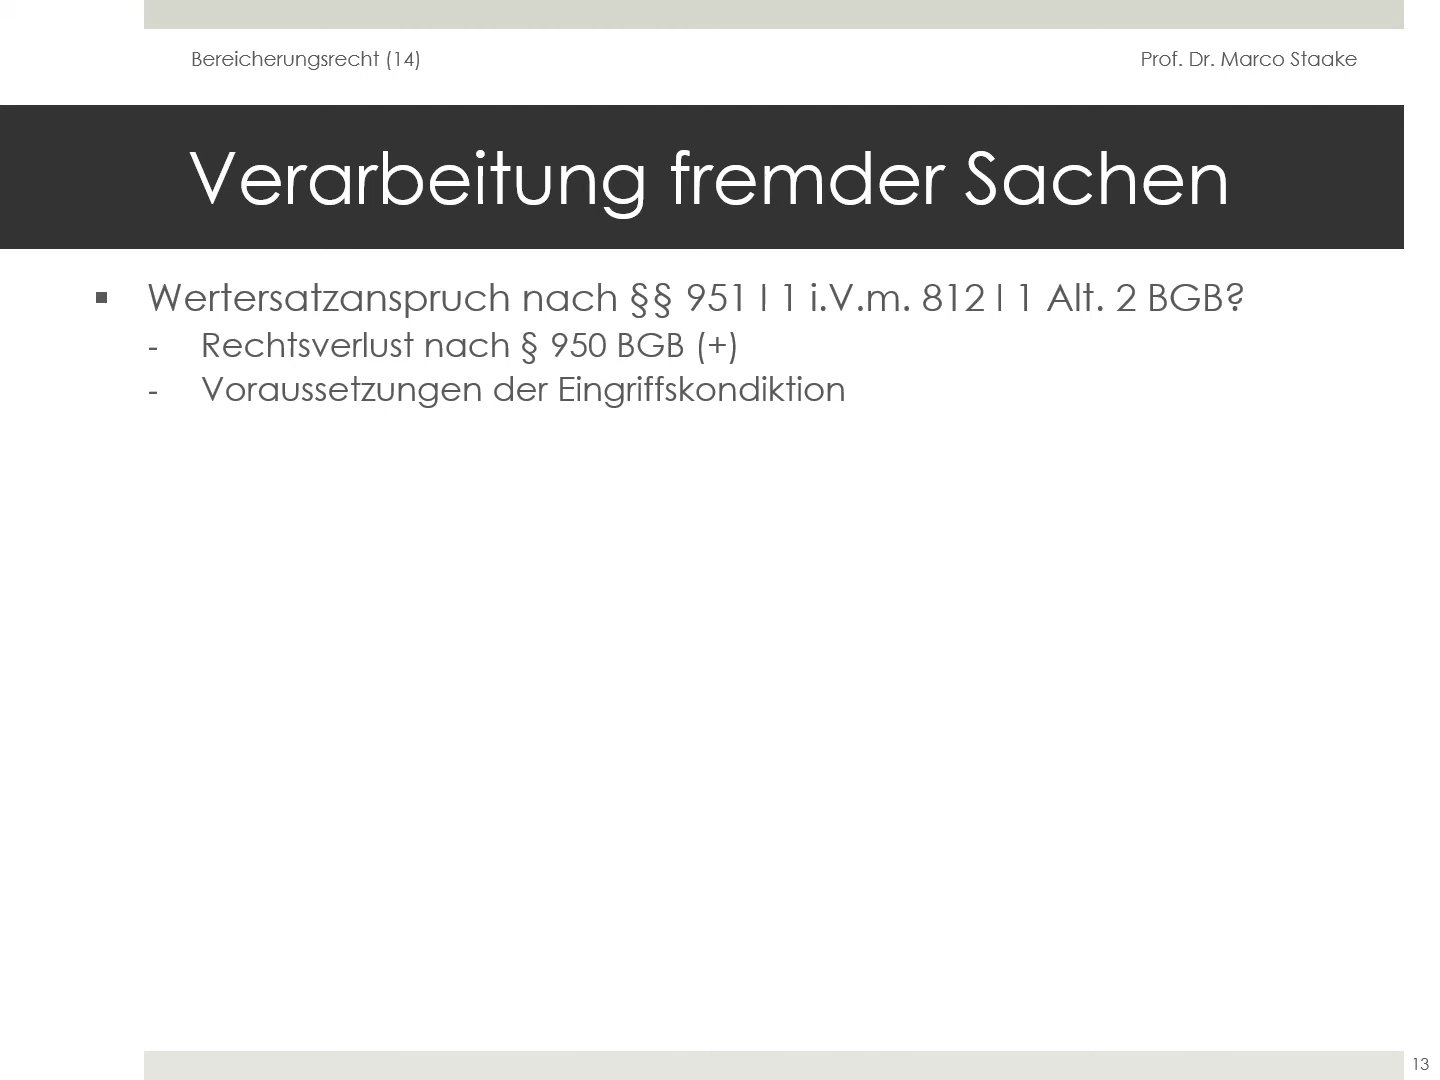 Bereicherungsrecht (14)
Prof. Dr. Marco Staake
Verarbeitung fremder Sachen
▪ Wertersatzanspruch nach §§ 951 I 1 i.V.m. 812 I 1 Alt. 2 BGB?
- Rechtsverlust nach § 950 BGB (+)
- Voraussetzungen der Eingriffskondiktion
13